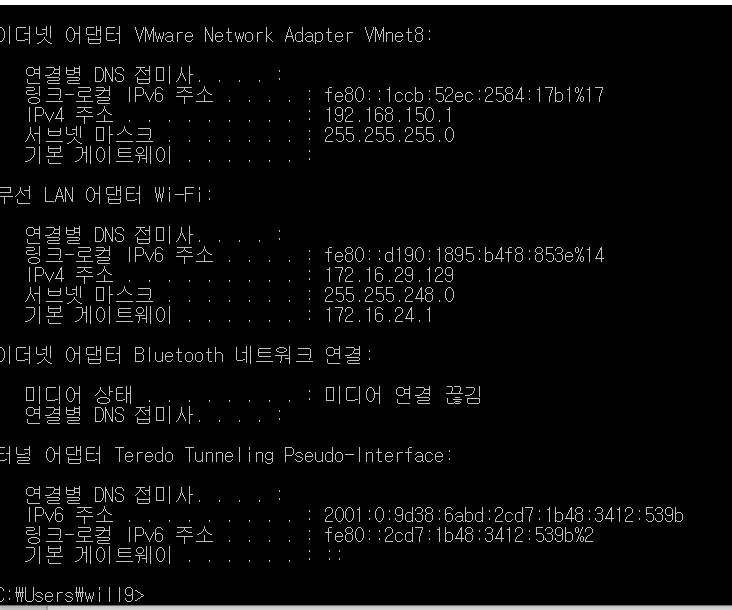 이더넷 어댑터 VMware Network Adapter VMnet8:
연결별 DNS 접미사. . . . :
링크-로컬 IPv6 주소 . . . . : fe80::1ccb:52ec:2584:17b1%17
IPv4 주소 . . . . . . . . . : 192.168.150.1
서브넷 마스크 . . . . . . . : 255.255.255.0
기본 게이트웨이 . . . . . . :
무선 LAN 어댑터 Wi-Fi:
연결별 DNS 접미사. . . . :
링크-로컬 IPv6 주소 . . . . : fe80::d190:1895:b4f8:853e%14
IPv4 주소 . . . . . . . . . : 172.16.29.129
서브넷 마스크 . . . . . . . : 255.255.248.0
기본 게이트웨이 . . . . . . : 172.16.24.1
이더넷 어댑터 Bluetooth 네트워크 연결:
미디어 상태 . . . . . . . . : 미디어 연결 끊김
연결별 DNS 접미사. . . . :
터널 어댑터 Teredo Tunneling Pseudo-Interface:
연결별 DNS 접미사. . . . :
IPv6 주소 . . . . . . . . . : 2001:0:9d38:6abd:2cd7:1b48:3412:539b
링크-로컬 IPv6 주소 . . . . : fe80::2cd7:1b48:3412:539b%2
기본 게이트웨이 . . . . . . : ::
C:₩Users₩will9>